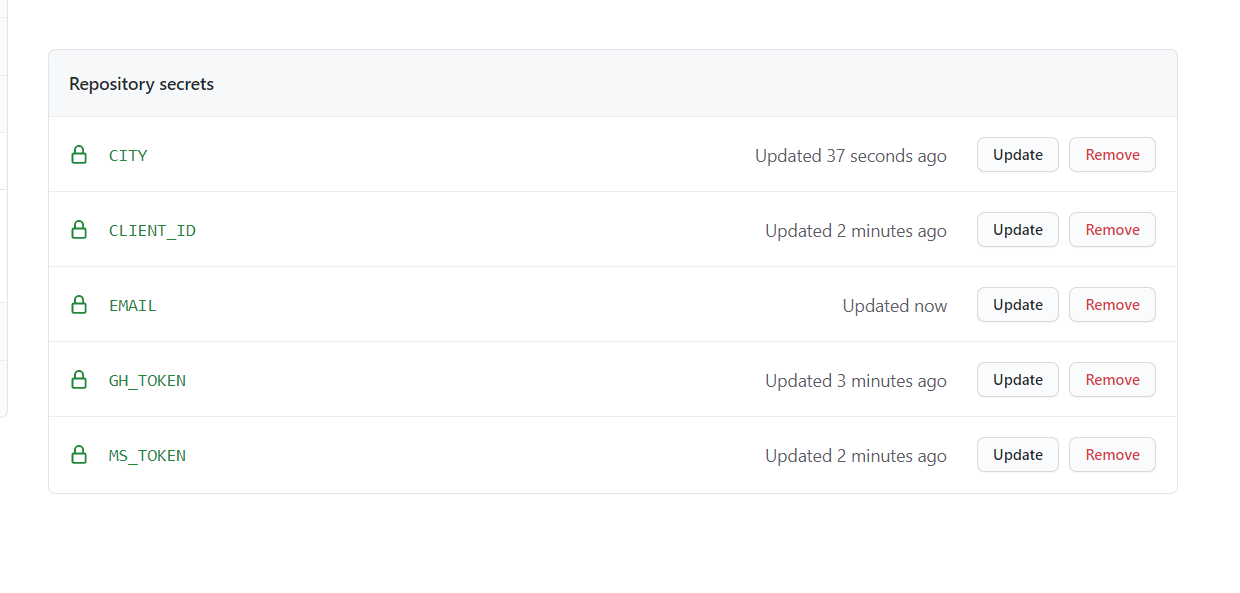 Repository secrets
CITY Updated 37 seconds ago Update Remove
CLIENT_ID Updated 2 minutes ago Update Remove
EMAIL Updated now Update Remove
GH_TOKEN Updated 3 minutes ago Update Remove
MS_TOKEN Updated 2 minutes ago Update Remove